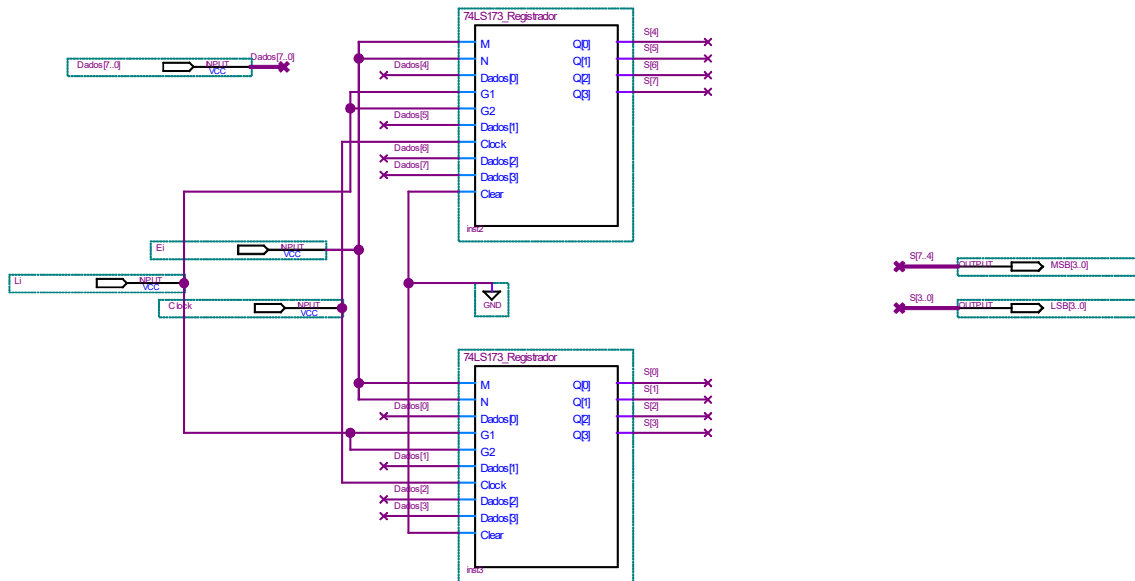 74LS173_Registrador
M
N
Dados[0]
G1
G2
Dados[1]
Clock
Dados[2]
Dados[3]
Clear
Q[0]
Q[1]
Q[2]
Q[3]
S[4]
S[5]
S[6]
S[7]
Dados[4]
Dados[5]
Dados[6]
Dados[7]
inst2
Dados[7..0]
INPUT
VCC
Dados[7..0]
Ei
INPUT
VCC
Li
INPUT
VCC
Clock
INPUT
VCC
GND
S[7..4]
OUTPUT
MSB[3..0]
S[3..0]
OUTPUT
LSB[3..0]
74LS173_Registrador
M
N
Dados[0]
G1
G2
Dados[1]
Clock
Dados[2]
Dados[3]
Clear
Q[0]
Q[1]
Q[2]
Q[3]
S[0]
S[1]
S[2]
S[3]
Dados[0]
Dados[1]
Dados[2]
Dados[3]
inst3